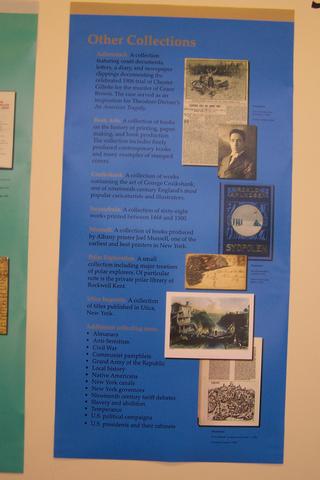 Other Collections
Adirondack A collection
featuring court documents,
letters, a diary, and newspaper
clippings documenting the
celebrated 1906 trial of Chester
Gillette for the murder of Grace
Brown. The case served as an
inspiration for Theodore Dreiser's
An American Tragedy.
Book Arts A collection of books
on the history of printing, paper
making, and book production.
The collection includes finely
produced contemporary books
and many examples of stamped
covers.
Cruikshank A collection of works
containing the art of George Cruikshank,
one of nineteenth century England's most
popular caricaturists and illustrators.
Incunabula A collection of sixty-eight
works printed between 1468 and 1500.
Munsell A collection of books produced
by Albany printer Joel Munsell, one of the
earliest and best printers in New York.
Polar Exploration A small
collection including major treatises
of polar explorers. Of particular
note is the private polar library of
Rockwell Kent.
Utica Imprints A collection
of titles published in Utica,
New York.
Additional collecting areas
• Almanacs
• Anti-Semitism
• Civil War
• Communist pamphlets
• Grand Army of the Republic
• Local history
• Native Americans
• New York canals
• New York governors
• Nineteenth century tariff debates
• Slavery and abolition
• Temperance
• U.S. political campaigns
• U.S. presidents and their cabinets
SYDPOLEN